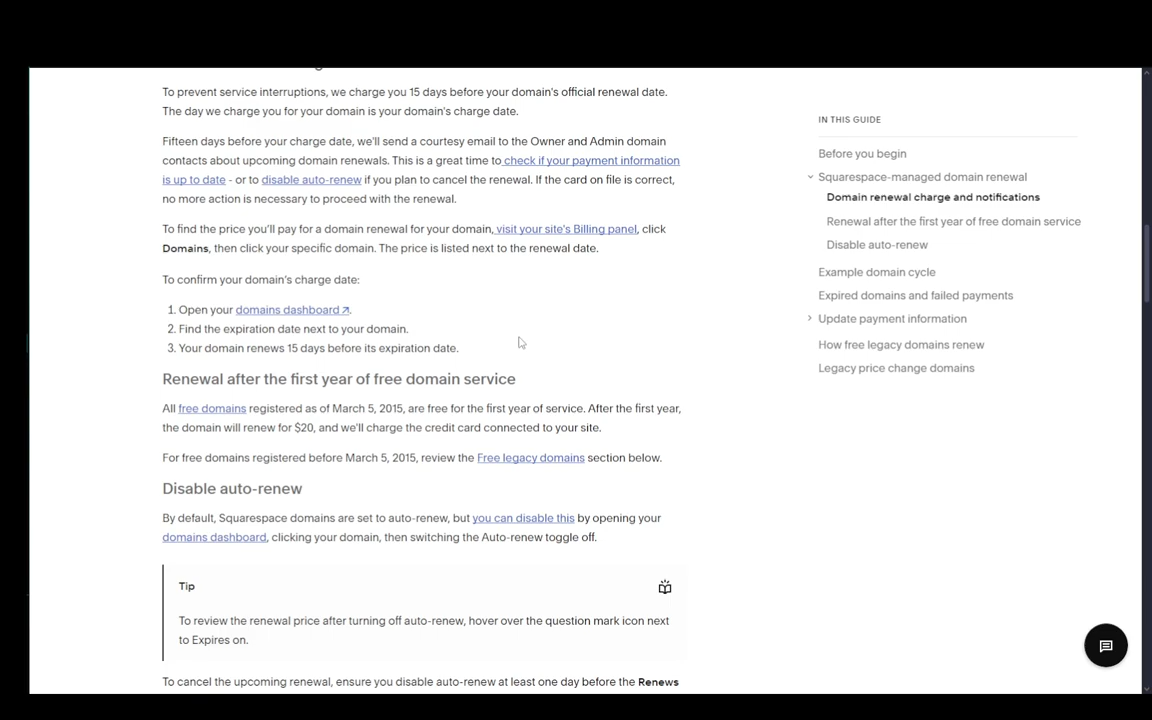 To prevent service interruptions, we charge you 15 days before your domain's official renewal date.
The day we charge you for your domain is your domain's charge date.
Fifteen days before your charge date, we'll send a courtesy email to the Owner and Admin domain
contacts about upcoming domain renewals. This is a great time to check if your payment information
is up to date - or to disable auto-renew if you plan to cancel the renewal. If the card on file is correct,
no more action is necessary to proceed with the renewal.
To find the price you'll pay for a domain renewal for your domain, visit your site's Billing panel, click
Domains, then click your specific domain. The price is listed next to the renewal date.
To confirm your domain's charge date:
1. Open your domains dashboard ↗.
2. Find the expiration date next to your domain.
3. Your domain renews 15 days before its expiration date.
Renewal after the first year of free domain service
All free domains registered as of March 5, 2015, are free for the first year of service. After the first year,
the domain will renew for $20, and we'll charge the credit card connected to your site.
For free domains registered before March 5, 2015, review the Free legacy domains section below.
Disable auto-renew
By default, Squarespace domains are set to auto-renew, but you can disable this by opening your
domains dashboard, clicking your domain, then switching the Auto-renew toggle off.
Tip
To review the renewal price after turning off auto-renew, hover over the question mark icon next
to Expires on.
To cancel the upcoming renewal, ensure you disable auto-renew at least one day before the Renews
IN THIS GUIDE
Before you begin
Squarespace-managed domain renewal
Domain renewal charge and notifications
Renewal after the first year of free domain service
Disable auto-renew
Example domain cycle
Expired domains and failed payments
Update payment information
How free legacy domains renew
Legacy price change domains